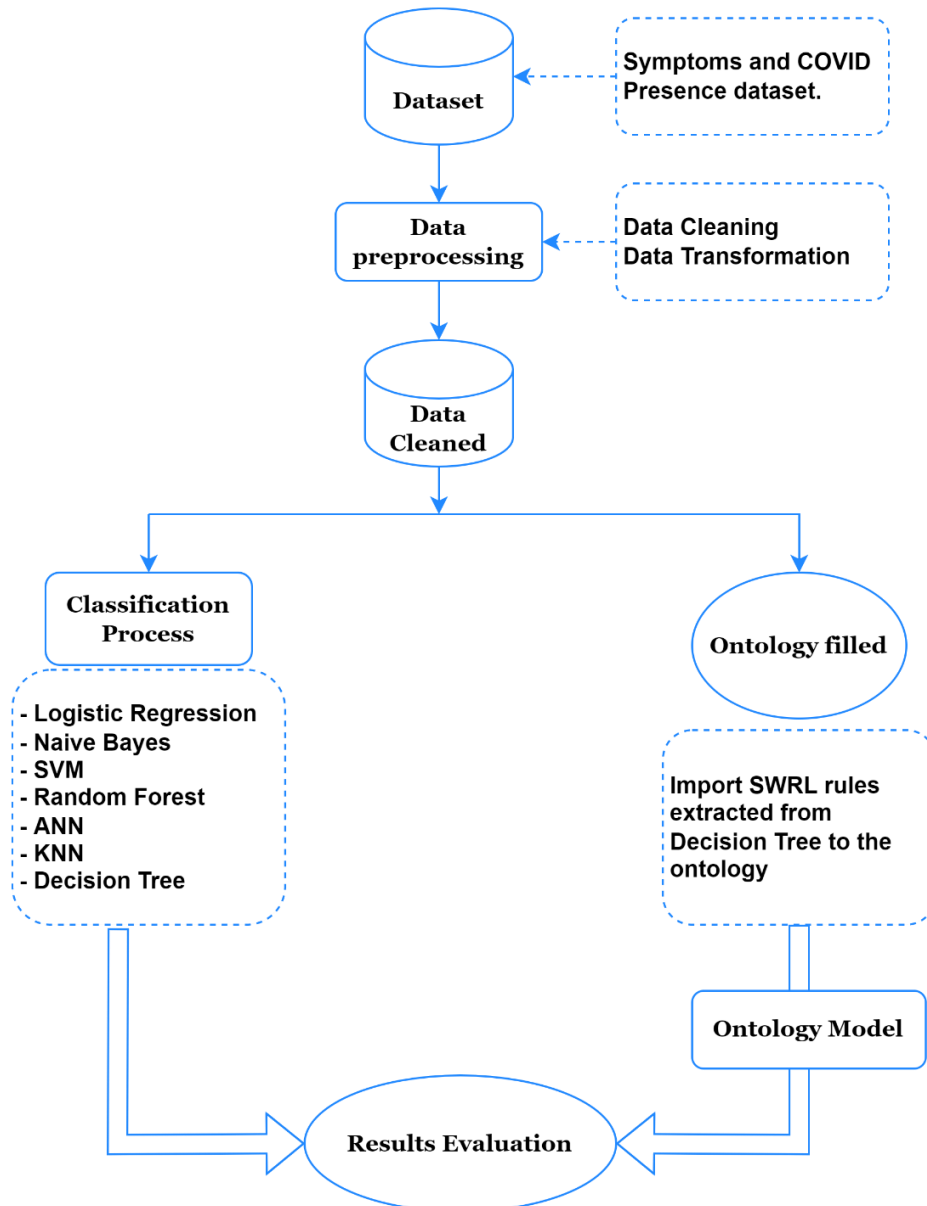 Dataset
Symptoms and COVID
Presence dataset.
Data
preprocessing
Data Cleaning
Data Transformation
Data
Cleaned
Classification
Process
- Logistic Regression
- Naive Bayes
- SVM
- Random Forest
- ANN
- KNN
- Decision Tree
Ontology filled
Import SWRL rules
extracted from
Decision Tree to the
ontology
Ontology Model
Results Evaluation